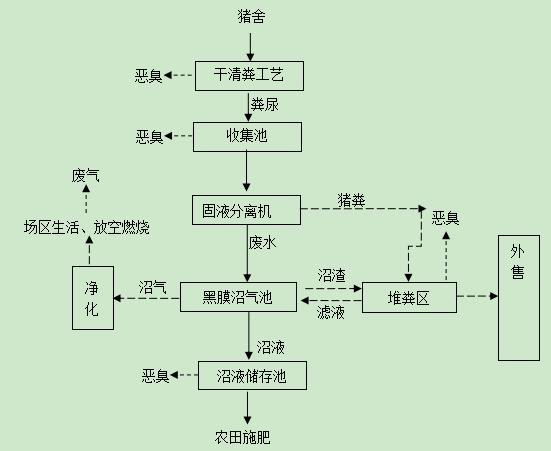 猪舍
恶臭
干清粪工艺
粪尿
恶臭
收集池
废气
固液分离机
猪粪
恶臭
场区生活、放空燃烧
废水
外
售
净
化
沼气
黑膜沼气池
沼渣
滤液
堆粪区
沼液
恶臭
沼液储存池
农田施肥